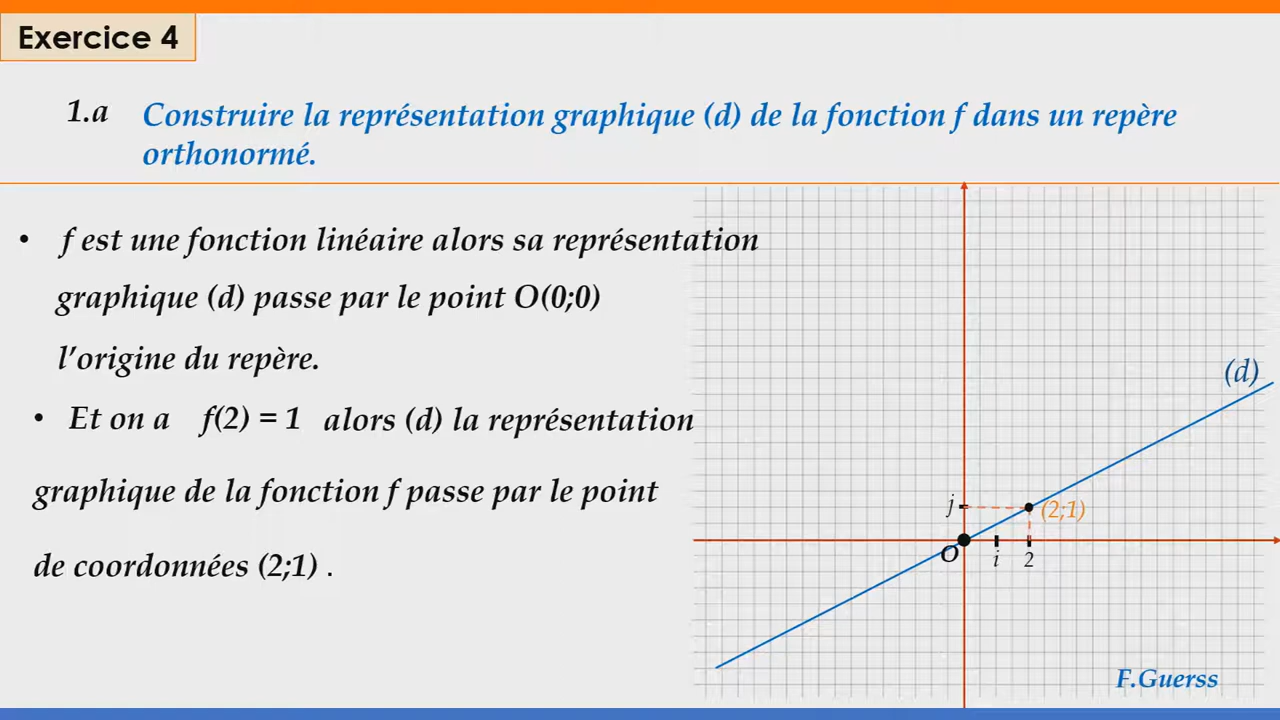 Exercice 4
1.a Construire la représentation graphique (d) de la fonction f dans un repère
orthonormé.
• f est une fonction linéaire alors sa représentation
graphique (d) passe par le point O(0;0)
l’origine du repère.
• Et on a f(2) = 1 alors (d) la représentation
graphique de la fonction f passe par le point
de coordonnées (2;1) .
(d)
j
(2;1)
O
i
2
F.Guerss